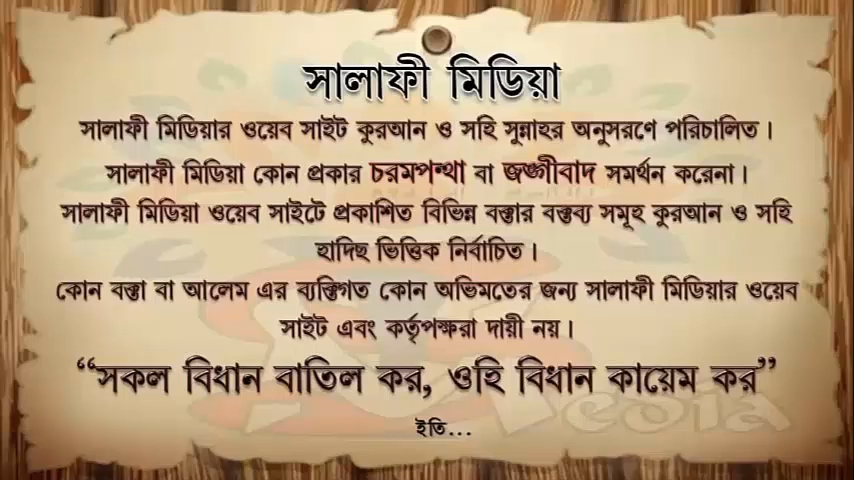 সালাফী মিডিয়া
সালাফী মিডিয়ার ওয়েব সাইট কুরআন ও সহি সুন্নাহর অনুসরণে পরিচালিত।
সালাফী মিডিয়া কোন প্রকার চরমপন্থা বা জঙ্গীবাদ সমর্থন করেনা।
সালাফী মিডিয়া ওয়েব সাইটে প্রকাশিত বিভিন্ন বক্তার বক্তব্য সমূহ কুরআন ও সহি
হাদিছ ভিত্তিক নির্বাচিত।
কোন বক্তা বা আলেম এর ব্যক্তিগত কোন অভিমতের জন্য সালাফী মিডিয়ার ওয়েব
সাইট এবং কর্তৃপক্ষরা দায়ী নয়।
“সকল বিধান বাতিল কর, ওহি বিধান কায়েম কর”
Media
ইতি...